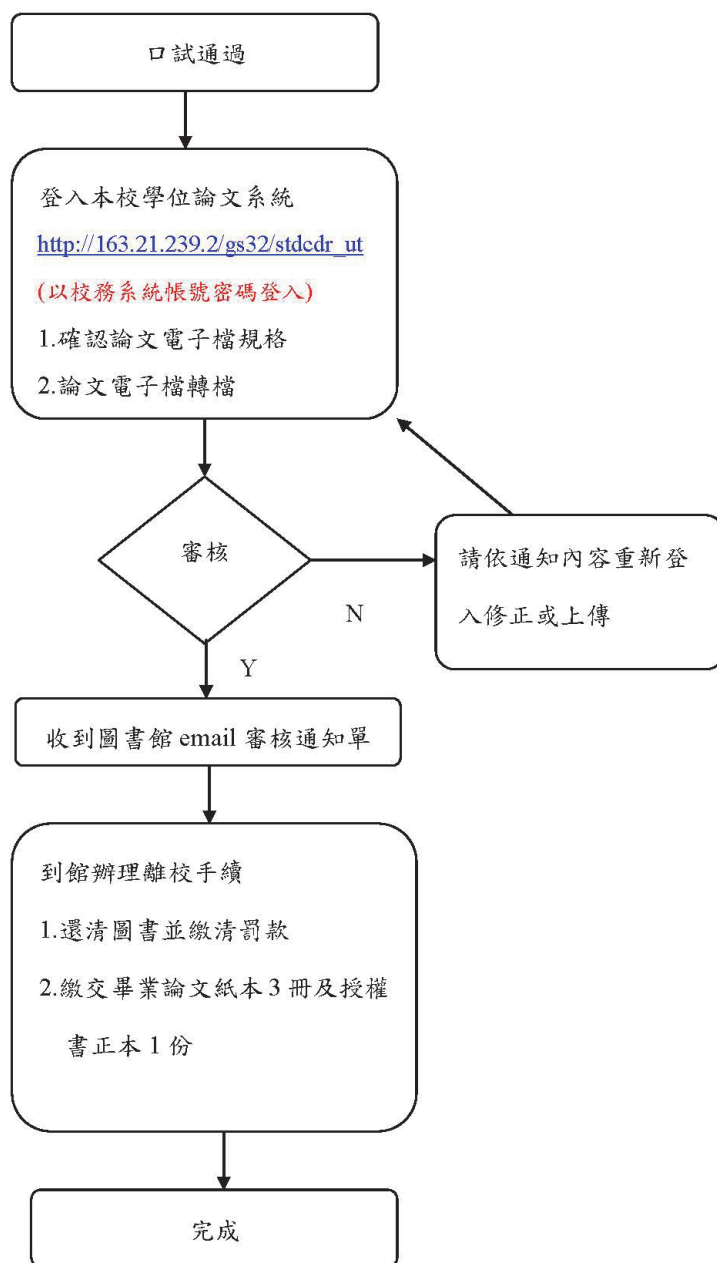 口試通過
登入本校學位論文系統
http://163.21.239.2/gs32/stdcdr_ut
(以校務系統帳號密碼登入)
1.確認論文電子檔規格
2.論文電子檔轉檔
審核
N
請依通知內容重新登
入修正或上傳
Y
收到圖書館 email 審核通知單
到館辦理離校手續
1.還清圖書並繳清罰款
2.繳交畢業論文紙本 3 冊及授權
書正本 1 份
完成